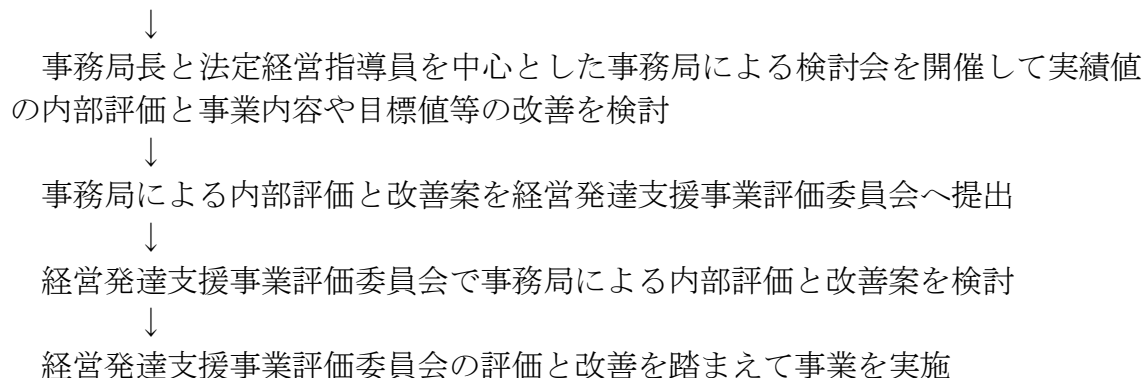 ↓
事務局長と法定経営指導員を中心とした事務局による検討会を開催して実績値
の内部評価と事業内容や目標値等の改善を検討
↓
事務局による内部評価と改善案を経営発達支援事業評価委員会へ提出
↓
経営発達支援事業評価委員会で事務局による内部評価と改善案を検討
↓
経営発達支援事業評価委員会の評価と改善を踏まえて事業を実施